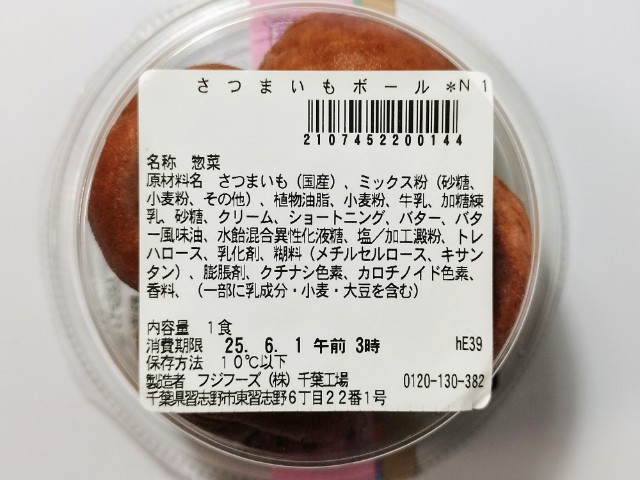 さつまいもボール *N 1
2107452200144
名称 惣菜
原材料名 さつまいも（国産）、ミックス粉（砂糖、
小麦粉、その他）、植物油脂、小麦粉、牛乳、加糖練
乳、砂糖、クリーム、ショートニング、バター、バタ
ー風味油、水飴混合異性化液糖、塩／加工澱粉、トレ
ハロース、乳化剤、糊料（メチルセルロース、キサン
タン）、膨脹剤、クチナシ色素、カロチノイド色素、
香料、（一部に乳成分・小麦・大豆を含む）
内容量 1食
消費期限 25. 6. 1 午前 3時 hE39
保存方法 10℃以下
製造者 フジフーズ（株）千葉工場 0120-130-382
千葉県習志野市東習志野6丁目22番1号